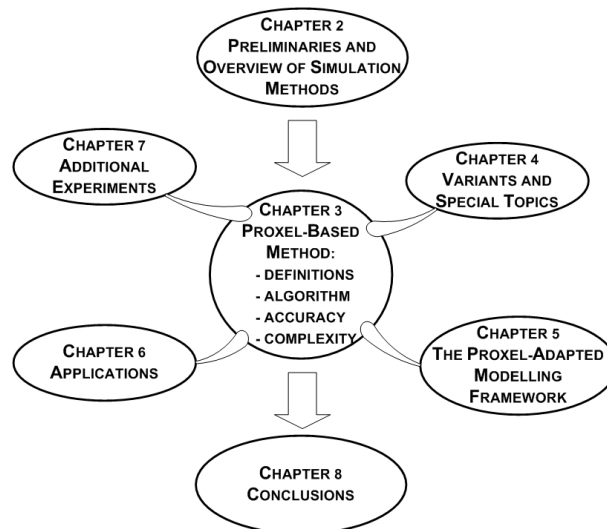 CHAPTER 2
PRELIMINARIES AND
OVERVIEW OF SIMULATION
METHODS
CHAPTER 7
ADDITIONAL
EXPERIMENTS
CHAPTER 4
VARIANTS AND
SPECIAL TOPICS
CHAPTER 3
PROXEL-BASED
METHOD:
- DEFINITIONS
- ALGORITHM
- ACCURACY
- COMPLEXITY
CHAPTER 6
APPLICATIONS
CHAPTER 5
THE PROXEL-ADAPTED
MODELLING
FRAMEWORK
CHAPTER 8
CONCLUSIONS